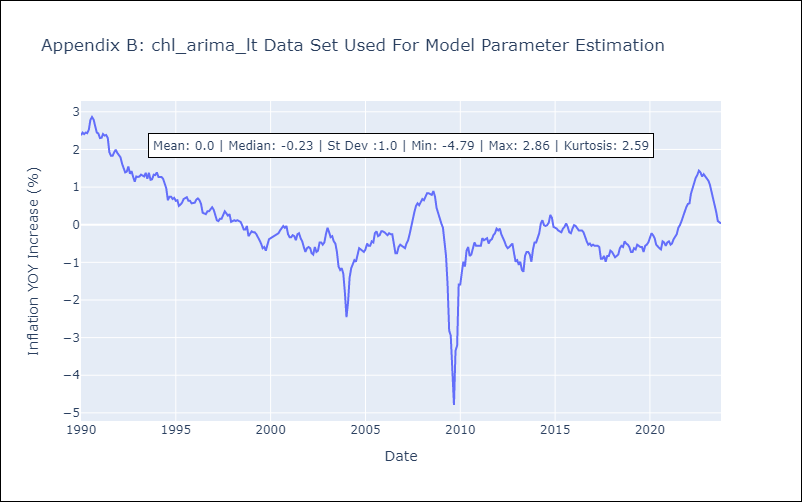 Appendix B: chl_arima_lt Data Set Used For Model Parameter Estimation
Mean: 0.0 | Median: -0.23 | St Dev :1.0 | Min: -4.79 | Max: 2.86 | Kurtosis: 2.59
Inflation YOY Increase (%)
3
2
1
0
−1
−2
−3
−4
−5
1990 1995 2000 2005 2010 2015 2020
Date